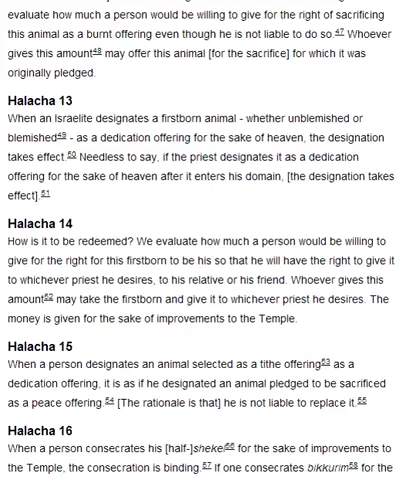 evaluate how much a person would be willing to give for the right of sacrificing
this animal as a burnt offering even though he is not liable to do so.47 Whoever
gives this amount48 may offer this animal [for the sacrifice] for which it was
originally pledged.
Halacha 13
When an Israelite designates a firstborn animal - whether unblemished or
blemished49 - as a dedication offering for the sake of heaven, the designation
takes effect.50 Needless to say, if the priest designates it as a dedication
offering for the sake of heaven after it enters his domain, [the designation takes
effect].51
Halacha 14
How is it to be redeemed? We evaluate how much a person would be willing to
give for the right for this firstborn to be his so that he will have the right to give it
to whichever priest he desires, to his relative or his friend. Whoever gives this
amount52 may take the firstborn and give it to whichever priest he desires. The
money is given for the sake of improvements to the Temple.
Halacha 15
When a person designates an animal selected as a tithe offering53 as a
dedication offering, it is as if he designated an animal pledged to be sacrificed
as a peace offering.54 [The rationale is that] he is not liable to replace it.55
Halacha 16
When a person consecrates his [half-]shekel56 for the sake of improvements to
the Temple, the consecration is binding.57 If one consecrates bikkurim58 for the